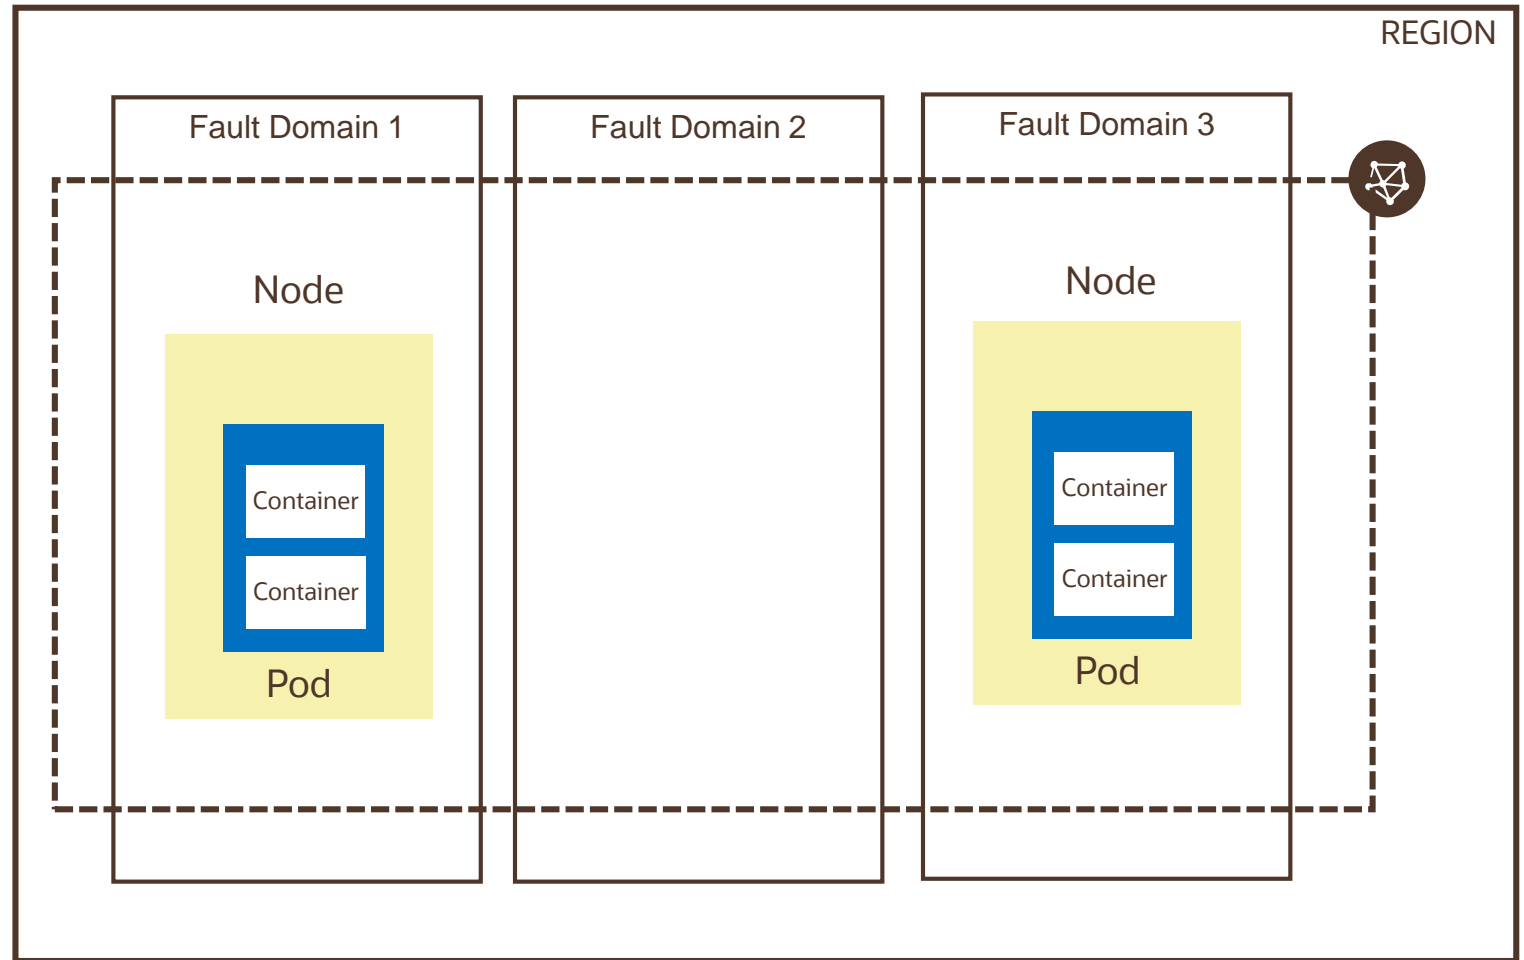 REGION
Fault Domain 1
Fault Domain 2
Fault Domain 3
Node
Container
Container
Pod
Node
Container
Container
Pod